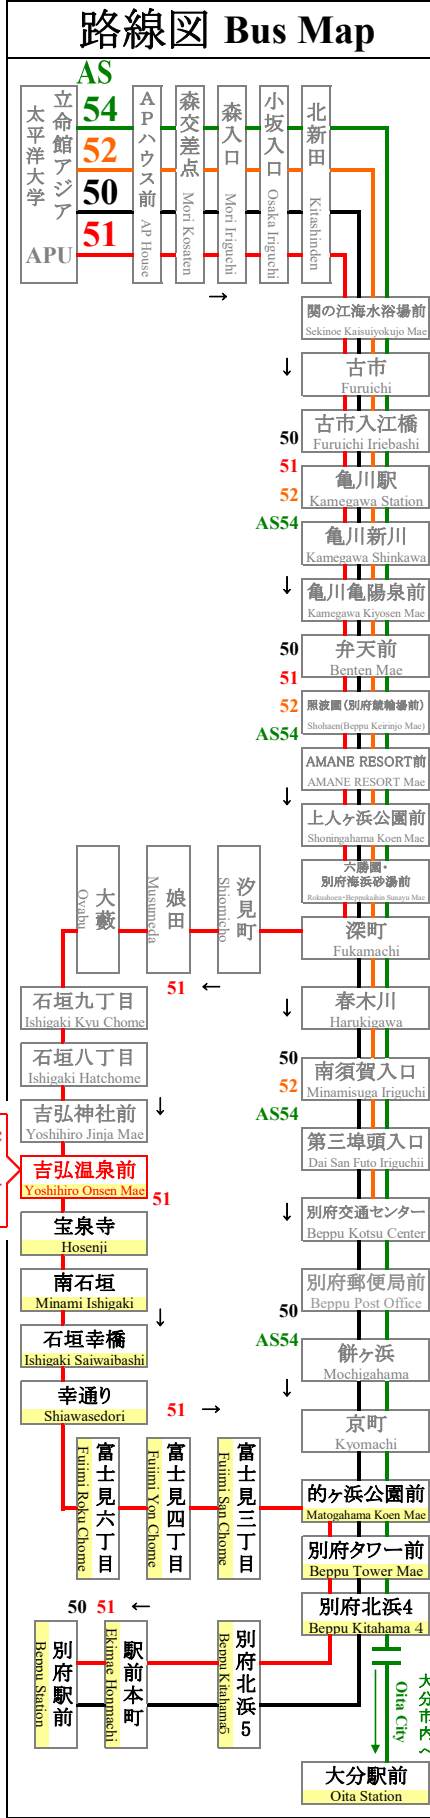 路線図 Bus Map
AS
54
52
50
51
立命館アジア
太平洋大学
APU
APハウス前
AP House
森交差点
Mori Kosaten
森入口
Mori Iriguchi
小坂入口
Osaka Iriguchi
北新田
Kitashinden
→
関の江海水浴場前
Sekinoe Kaisuiyokujo Mae
↓
古市
Furuichi
古市入江橋
Furuichi Iriebashi
50
51
52
AS54
亀川駅
Kamegawa Station
亀川新川
Kamegawa Shinkawa
↓
亀川亀陽泉前
Kamegawa Kiyosen Mae
弁天前
Benten Mae
50
51
52
AS54
照波園(別府競輪場前)
Shohaen(Beppu Keirinjo Mae)
AMANE RESORT前
AMANE RESORT Mae
↓
上人ヶ浜公園前
Shoningahama Koen Mae
六勝園・
別府海浜砂湯前
Rokushoen・Beppukaihin Sunayu Mae
深町
Fukamachi
汐見町
Shiomicho
娘田
Musumeda
大藪
Oyabu
51 ←
石垣九丁目
Ishigaki Kyu Chome
石垣八丁目
Ishigaki Hatchome
吉弘神社前
Yoshihiro Jinja Mae
↓
吉弘温泉前
Yoshihiro Onsen Mae
51
宝泉寺
Hosenji
南石垣
Minami Ishigaki
↓
石垣幸橋
Ishigaki Saiwaibashi
幸通り
Shiawasedori
51 →
富士見六丁目
Fujimi Roku Chome
富士見四丁目
Fujimi Yon Chome
富士見三丁目
Fujimi San Chome
↓
春木川
Harukigawa
50
52
AS54
南須賀入口
Minamisuga Iriguchi
第三埠頭入口
Dai San Futo Iriguchii
↓
別府交通センター
Beppu Kotsu Center
別府郵便局前
Beppu Post Office
50
AS54
餅ヶ浜
Mochigahama
↓
京町
Kyomachi
的ヶ浜公園前
Matogahama Koen Mae
別府タワー前
Beppu Tower Mae
別府北浜4
Beppu Kitahama 4
50 51 ←
別府北浜5
Beppu Kitahama5
駅前本町
Ekimae Honmachi
別府駅前
Beppu Station
大分市内へ
Oita City
大分駅前
Oita Station